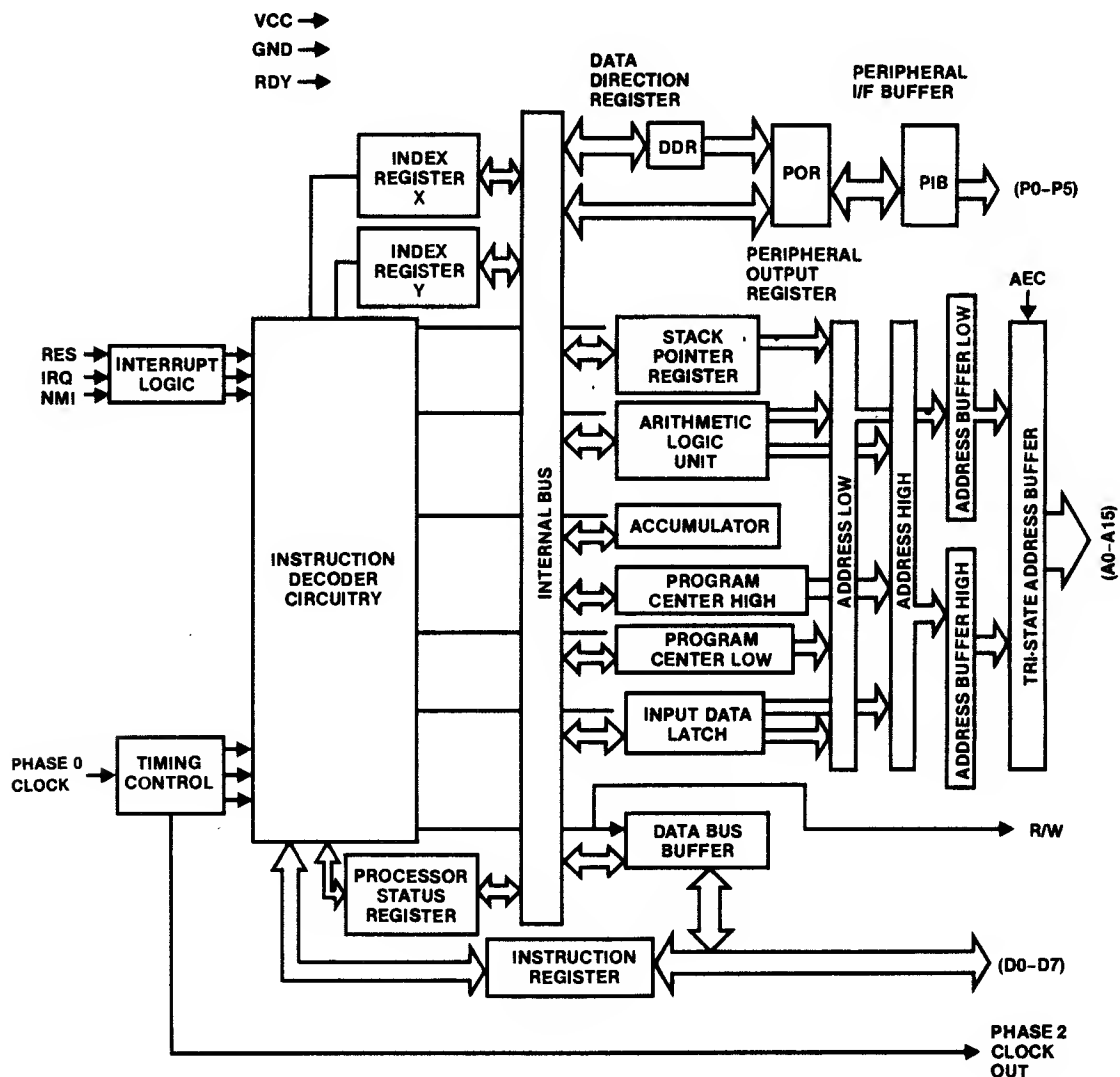 VCC
GND
RDY
DATA
DIRECTION
REGISTER
PERIPHERAL
I/F BUFFER
INDEX
REGISTER
X
DDR
POR
PIB
(P0–P5)
INDEX
REGISTER
Y
PERIPHERAL
OUTPUT
REGISTER
AEC
RES
IRQ
NMI
INTERRUPT
LOGIC
STACK
POINTER
REGISTER
ARITHMETIC
LOGIC
UNIT
ACCUMULATOR
PROGRAM
CENTER HIGH
PROGRAM
CENTER LOW
INPUT DATA
LATCH
INSTRUCTION
DECODER
CIRCUITRY
INTERNAL BUS
ADDRESS LOW
ADDRESS HIGH
ADDRESS BUFFER LOW
ADDRESS BUFFER HIGH
TRI-STATE ADDRESS BUFFER
(A0–A15)
PHASE 0
CLOCK
TIMING
CONTROL
DATA BUS
BUFFER
R/W
PROCESSOR
STATUS
REGISTER
INSTRUCTION
REGISTER
(D0–D7)
PHASE 2
CLOCK
OUT